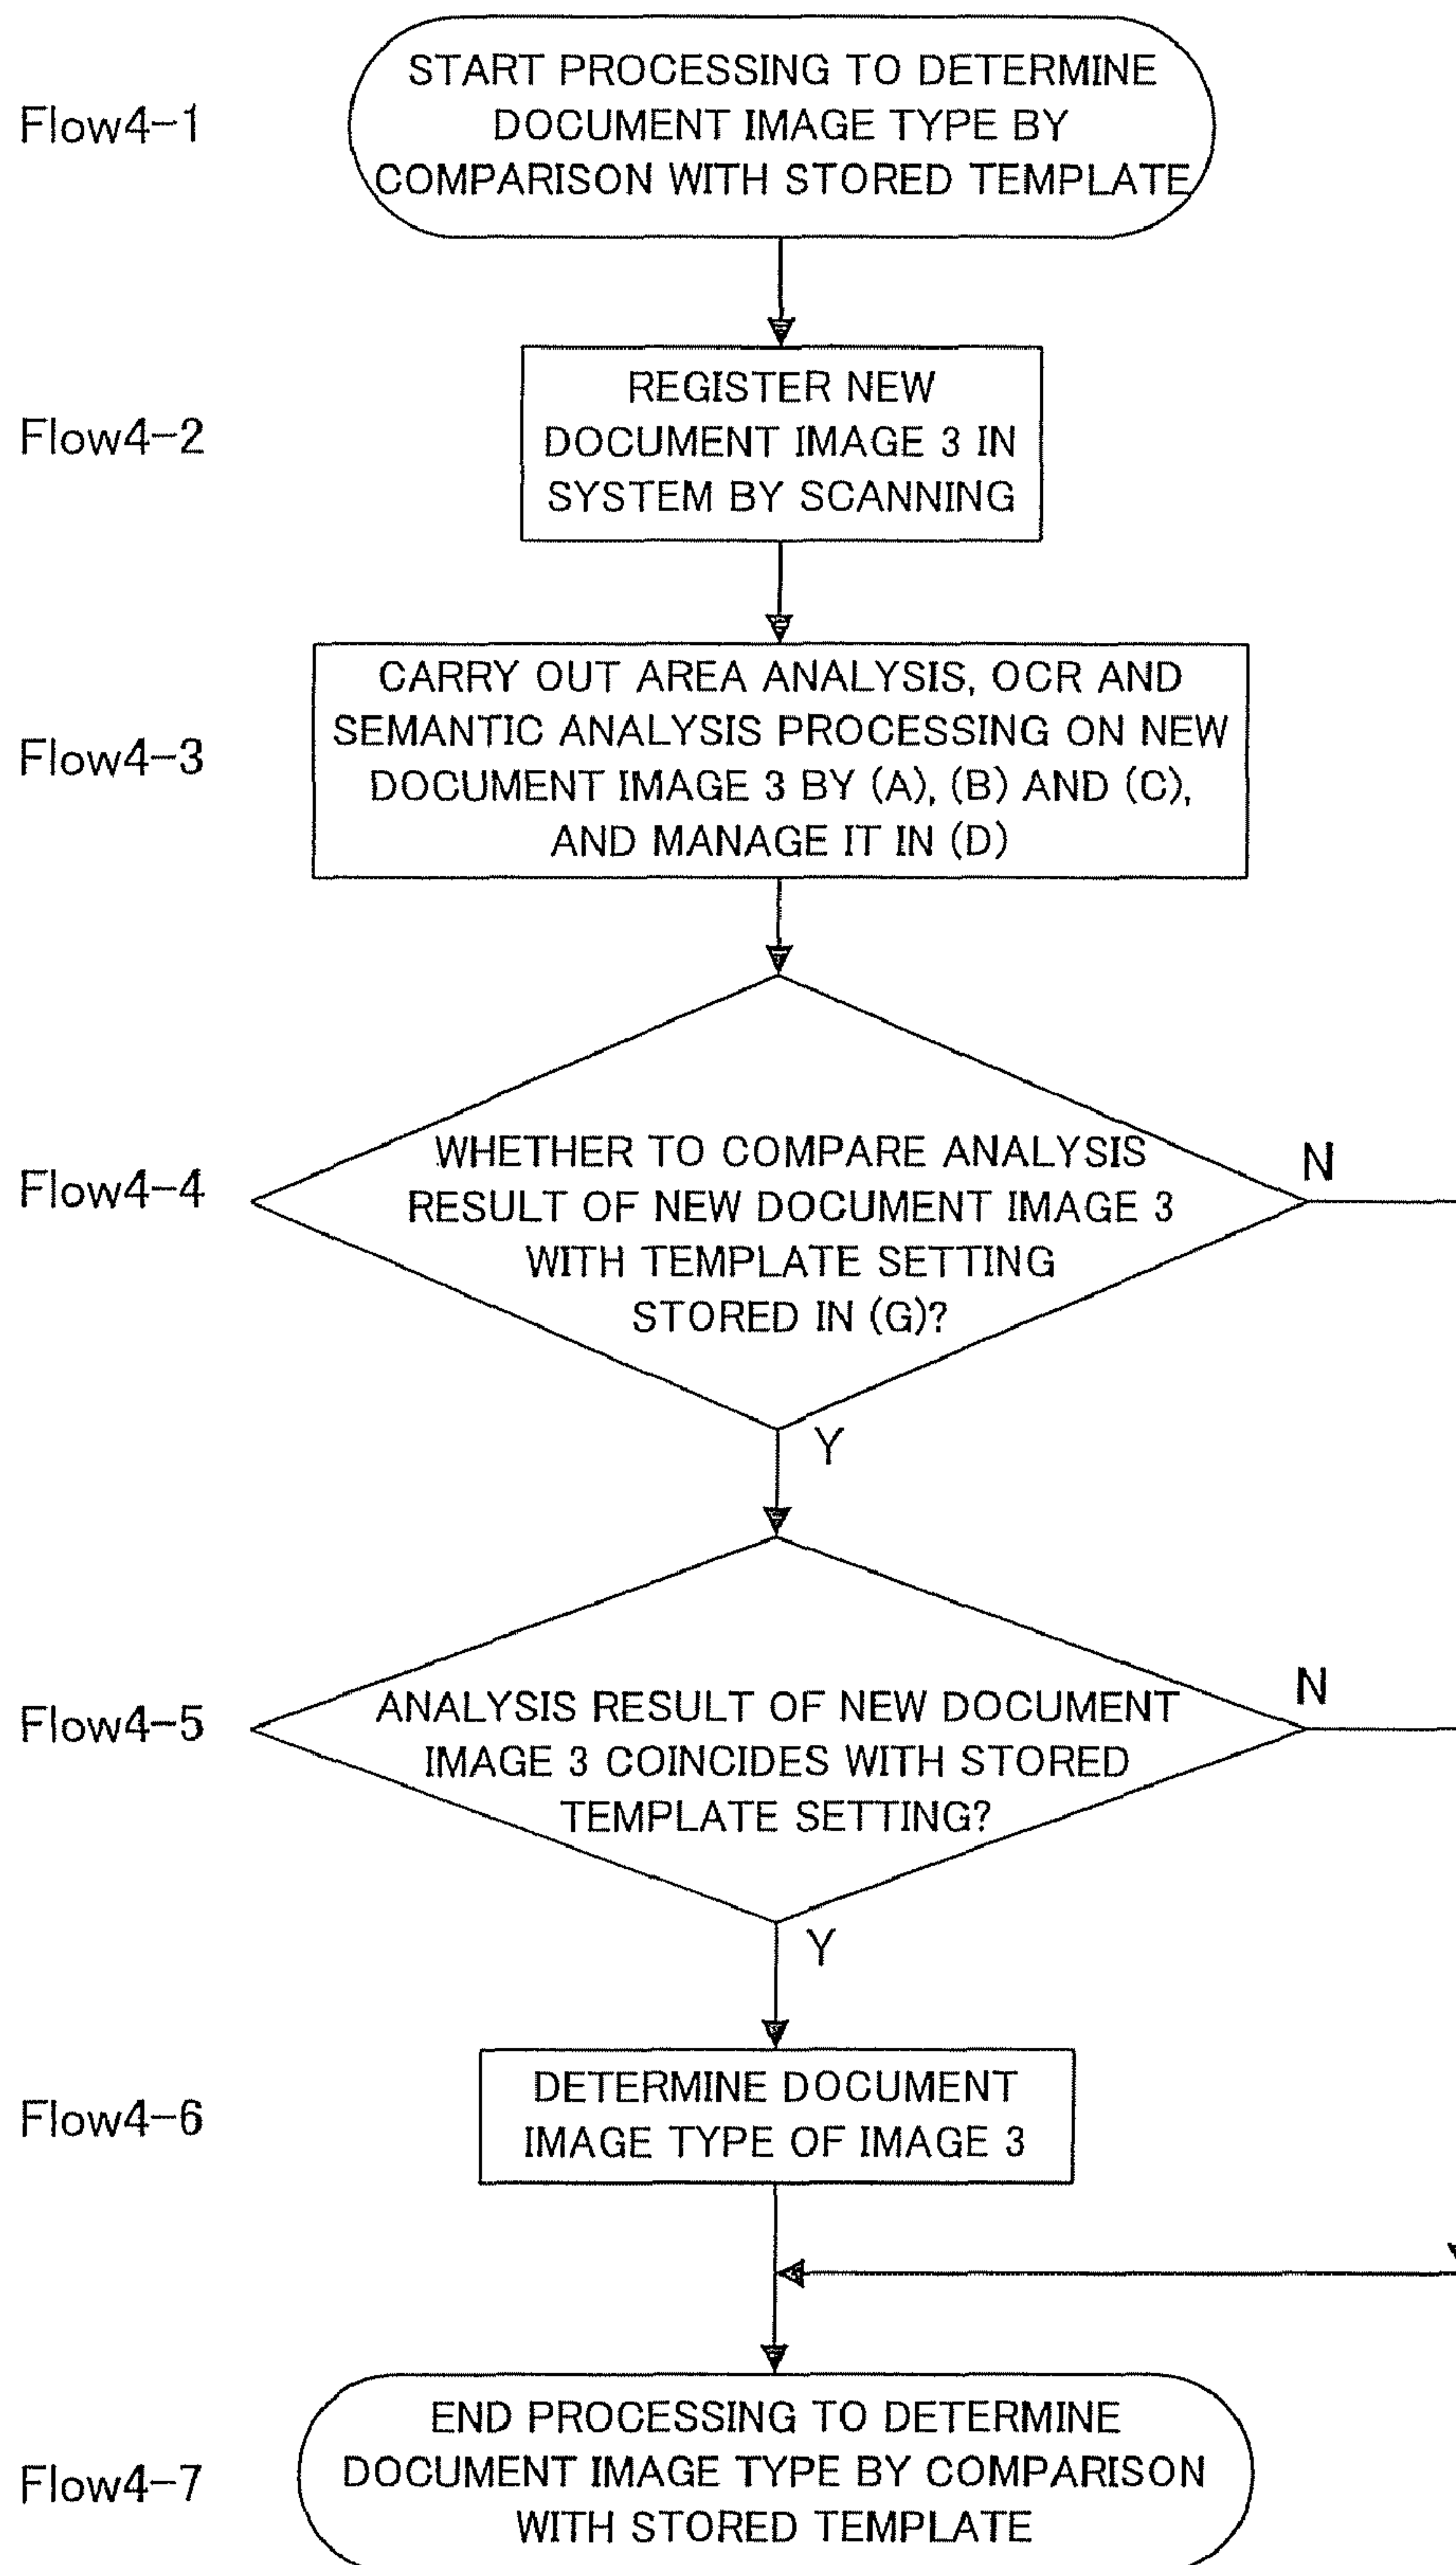 Flow4-1
START PROCESSING TO DETERMINE
DOCUMENT IMAGE TYPE BY
COMPARISON WITH STORED TEMPLATE
Flow4-2
REGISTER NEW
DOCUMENT IMAGE 3 IN
SYSTEM BY SCANNING
Flow4-3
CARRY OUT AREA ANALYSIS, OCR AND
SEMANTIC ANALYSIS PROCESSING ON NEW
DOCUMENT IMAGE 3 BY (A), (B) AND (C),
AND MANAGE IT IN (D)
Flow4-4
WHETHER TO COMPARE ANALYSIS
RESULT OF NEW DOCUMENT IMAGE 3
WITH TEMPLATE SETTING
STORED IN (G)?
N
Y
Flow4-5
ANALYSIS RESULT OF NEW DOCUMENT
IMAGE 3 COINCIDES WITH STORED
TEMPLATE SETTING?
N
Y
Flow4-6
DETERMINE DOCUMENT
IMAGE TYPE OF IMAGE 3
Flow4-7
END PROCESSING TO DETERMINE
DOCUMENT IMAGE TYPE BY COMPARISON
WITH STORED TEMPLATE